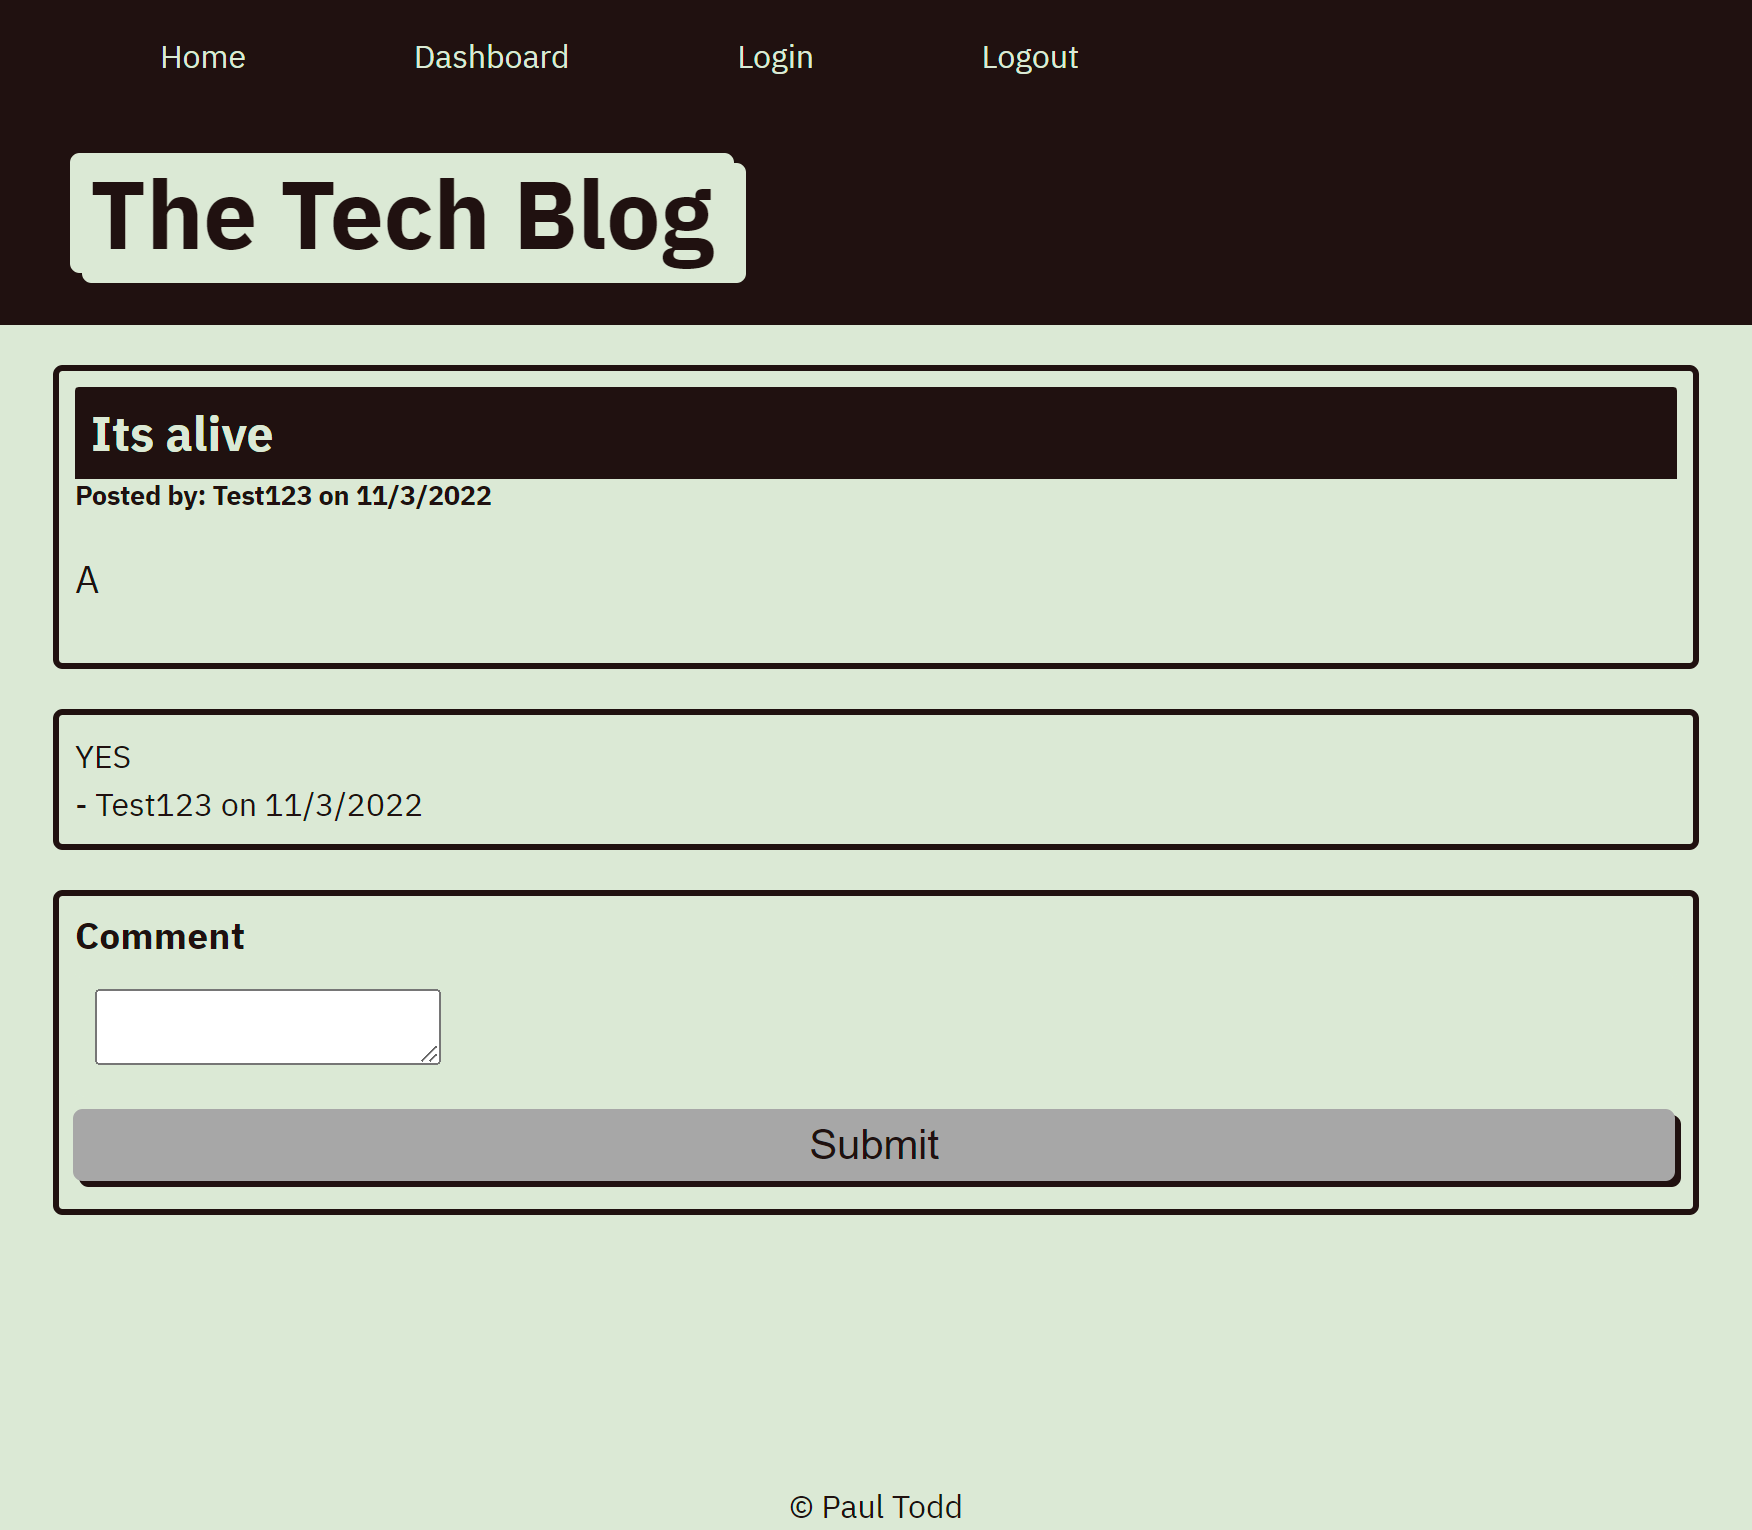 Home Dashboard Login Logout
The Tech Blog
Its alive
Posted by: Test123 on 11/3/2022
A
YES
- Test123 on 11/3/2022
Comment
Submit
© Paul Todd